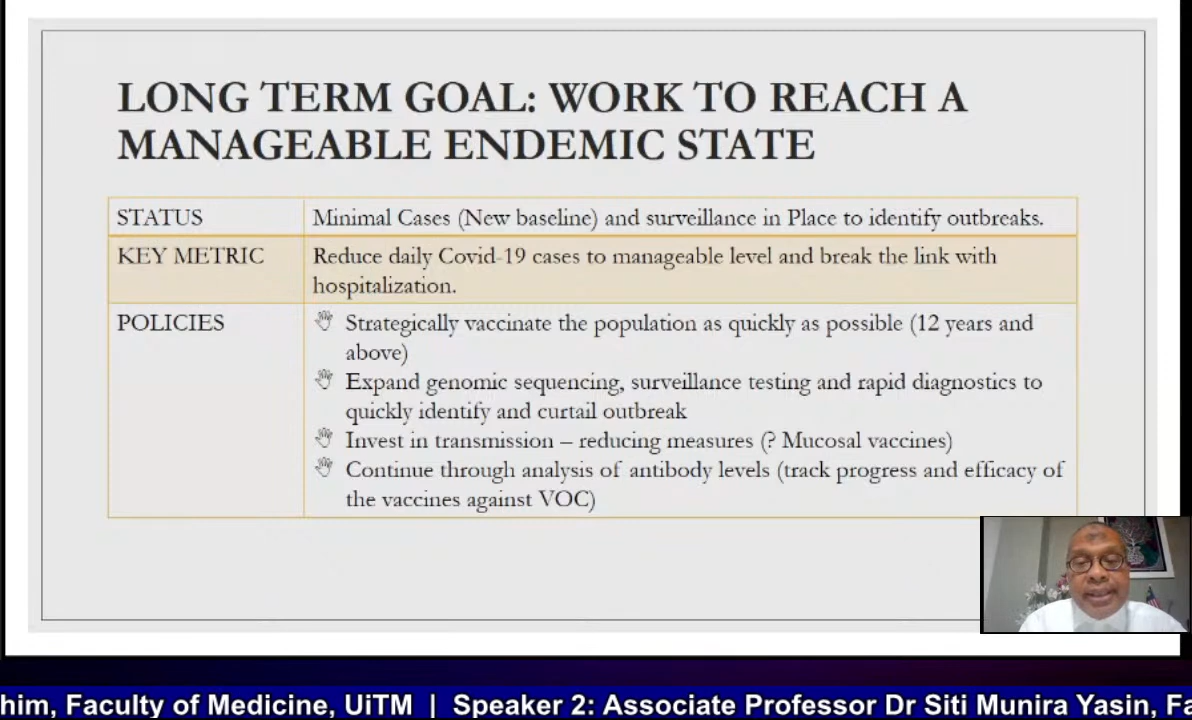 LONG TERM GOAL: WORK TO REACH A
MANAGEABLE ENDEMIC STATE
STATUS
Minimal Cases (New baseline) and surveillance in Place to identify outbreaks.
KEY METRIC
Reduce daily Covid-19 cases to manageable level and break the link with
hospitalization.
POLICIES
Strategically vaccinate the population as quickly as possible (12 years and
above)
Expand genomic sequencing, surveillance testing and rapid diagnostics to
quickly identify and curtail outbreak
Invest in transmission – reducing measures (? Mucosal vaccines)
Continue through analysis of antibody levels (track progress and efficacy of
the vaccines against VOC)
him, Faculty of Medicine, UiTM | Speaker 2: Associate Professor Dr Siti Munira Yasin, Fa